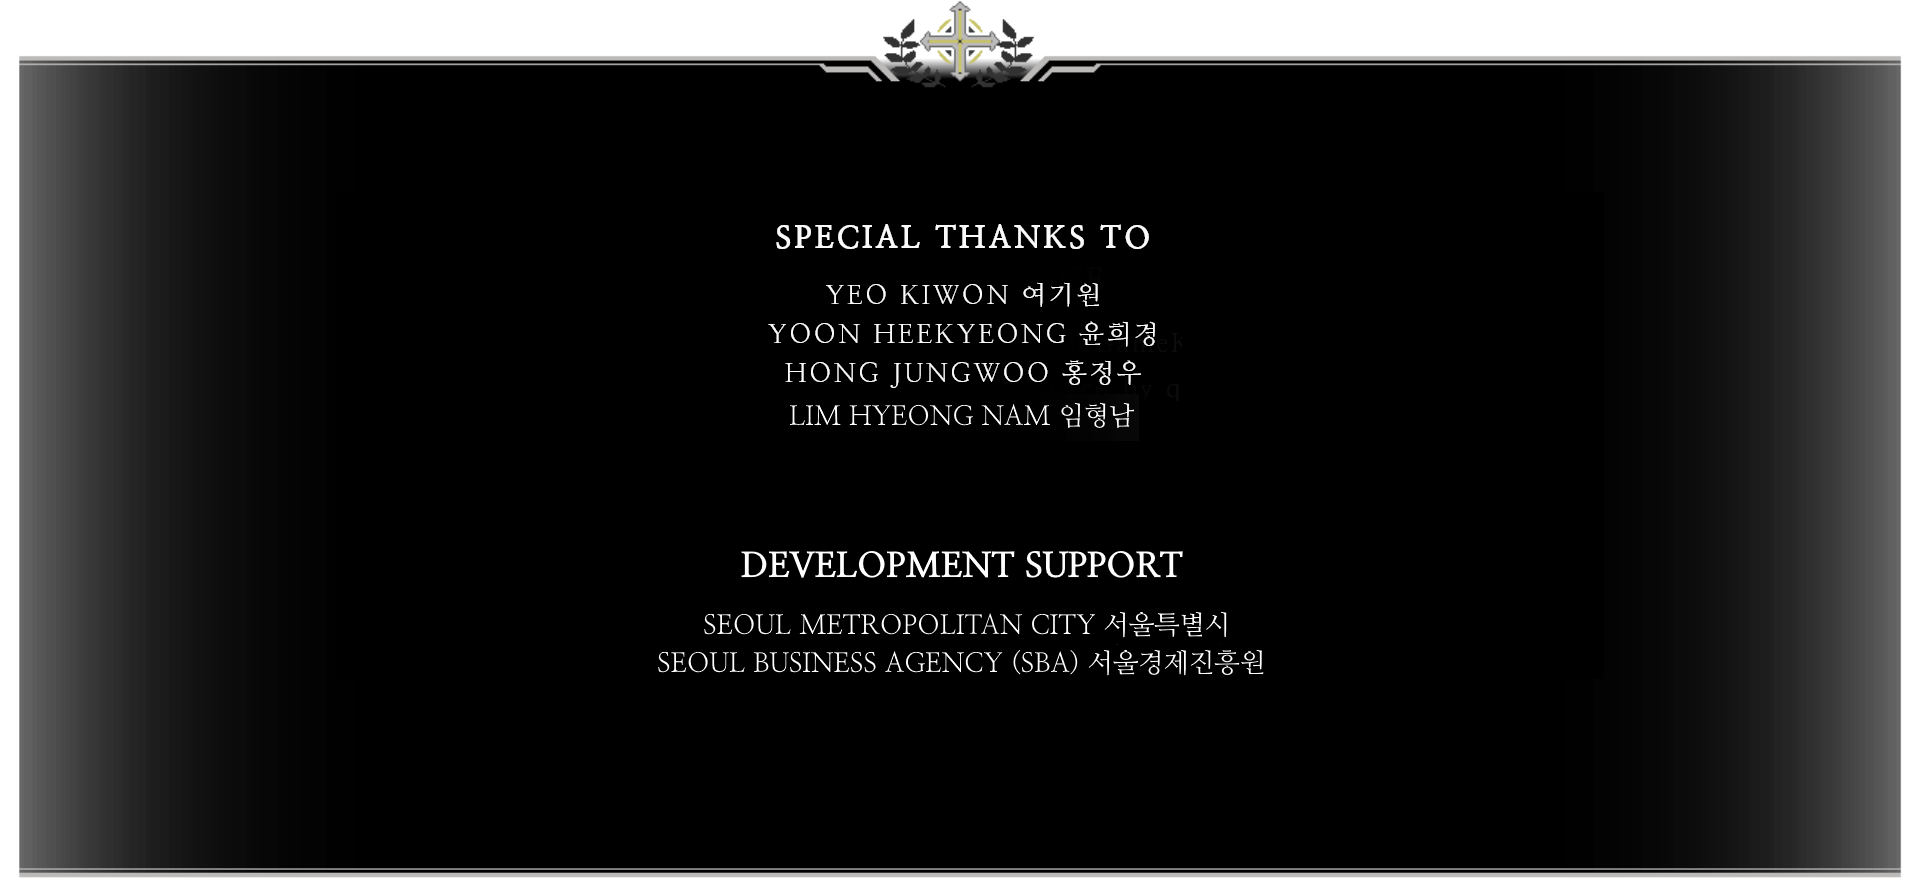 SPECIAL THANKS TO
YEO KIWON 여기원
YOON HEEKYEONG 윤희경
HONG JUNGWOO 홍정우
LIM HYEONG NAM 임형남
DEVELOPMENT SUPPORT
SEOUL METROPOLITAN CITY 서울특별시
SEOUL BUSINESS AGENCY (SBA) 서울경제진흥원